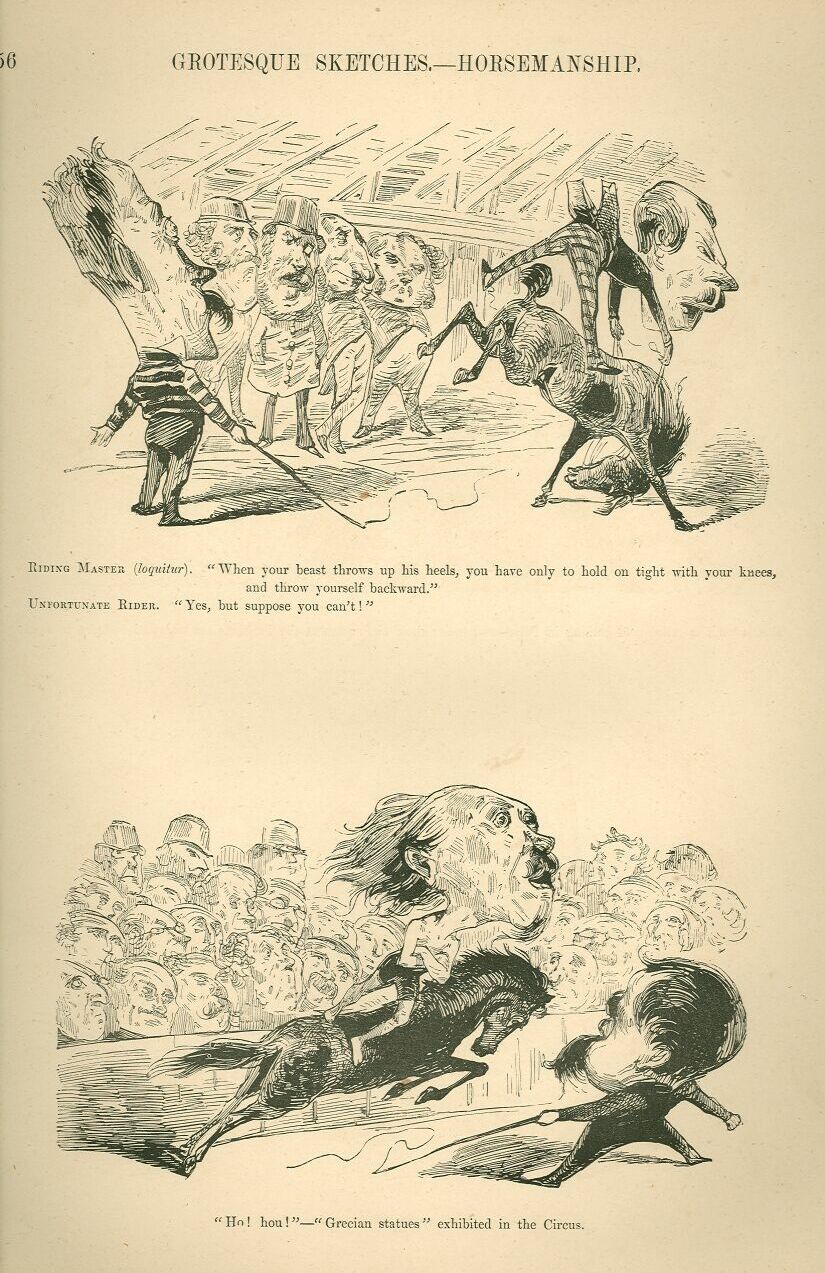 56
GROTESQUE SKETCHES.—HORSEMANSHIP.
RIDING MASTER (loquitur). "When your beast throws up his heels, you have only to hold on tight with your knees,
and throw yourself backward."
UNFORTUNATE RIDER. "Yes, but suppose you can't!"
"Ho! hou!"—"Grecian statues" exhibited in the Circus.